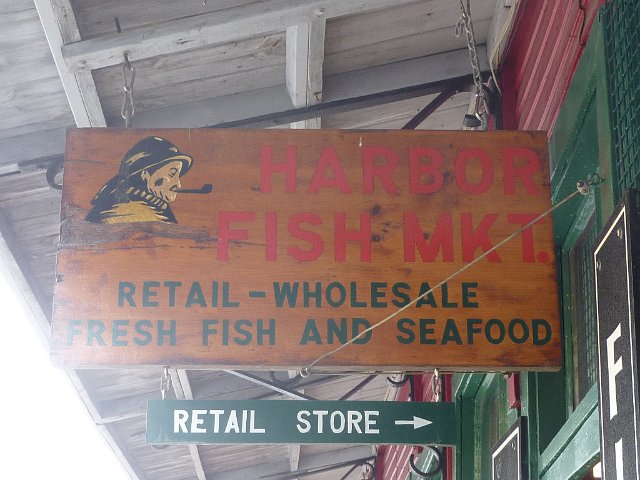 HARBOR
FISH MKT.
RETAIL - WHOLESALE
FRESH FISH AND SEAFOOD
RETAIL STORE →